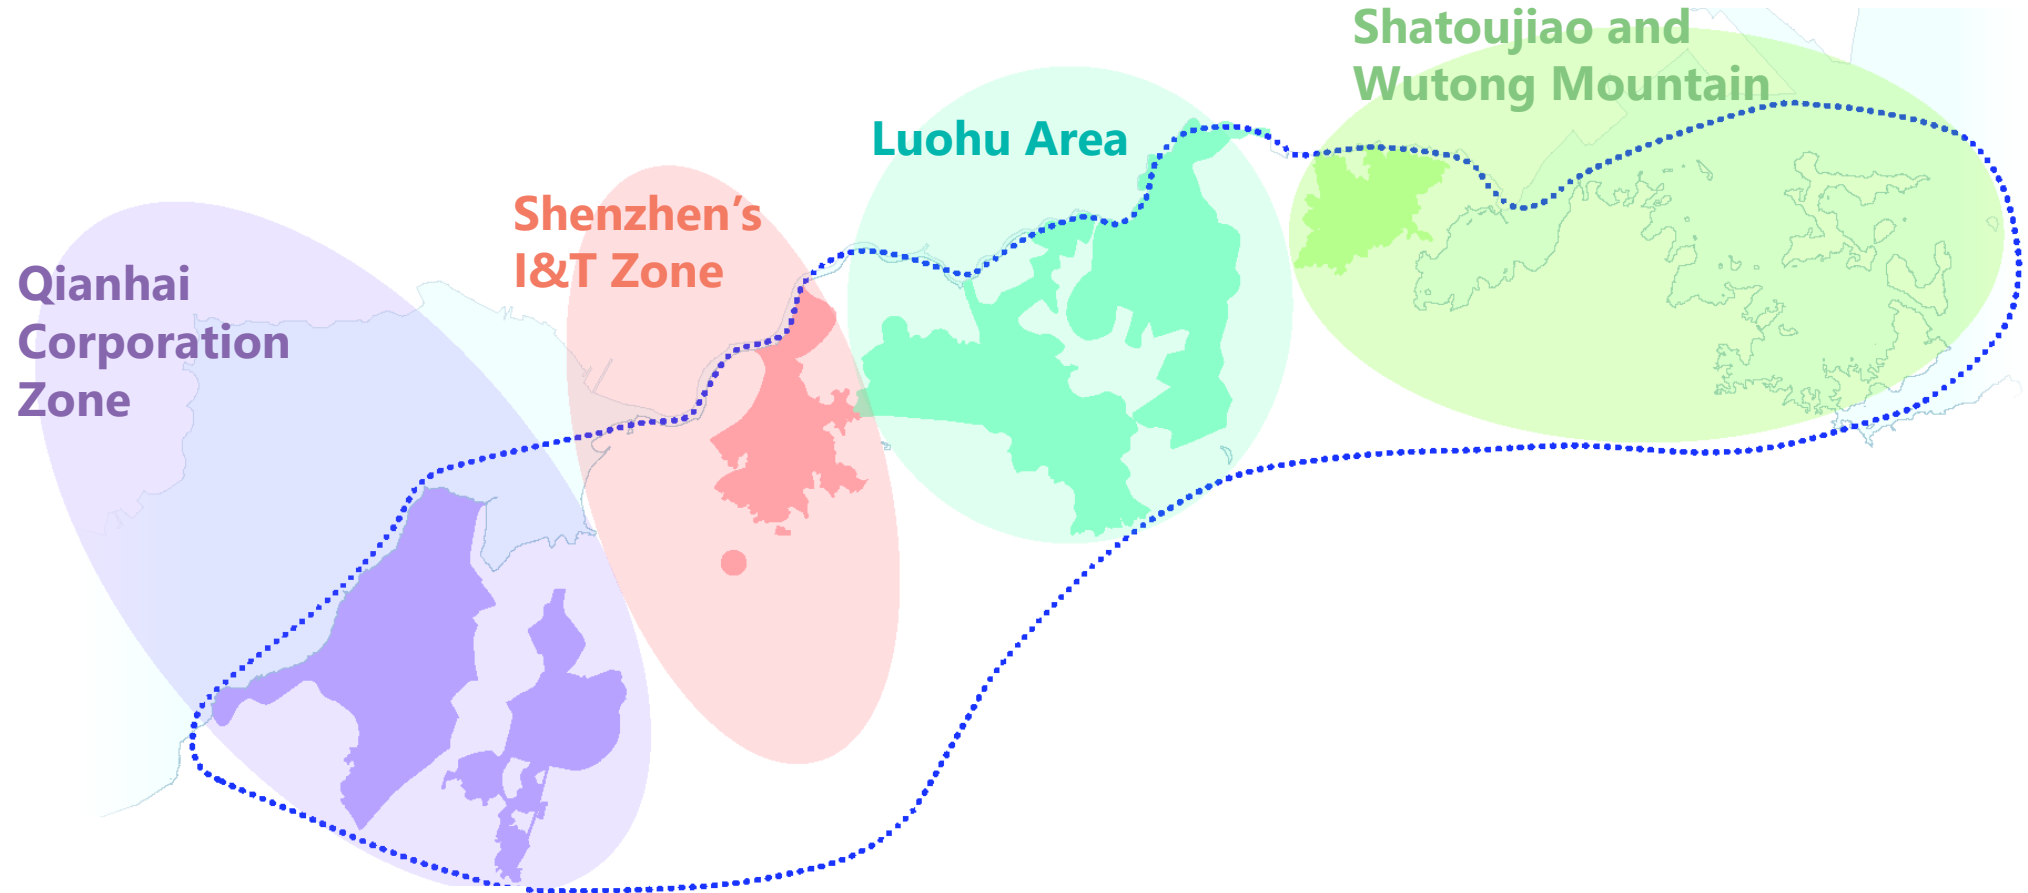 Qianhai
Corporation
Zone
Shenzhen’s
I&T Zone
Luohu Area
Shatoujiao and
Wutong Mountain